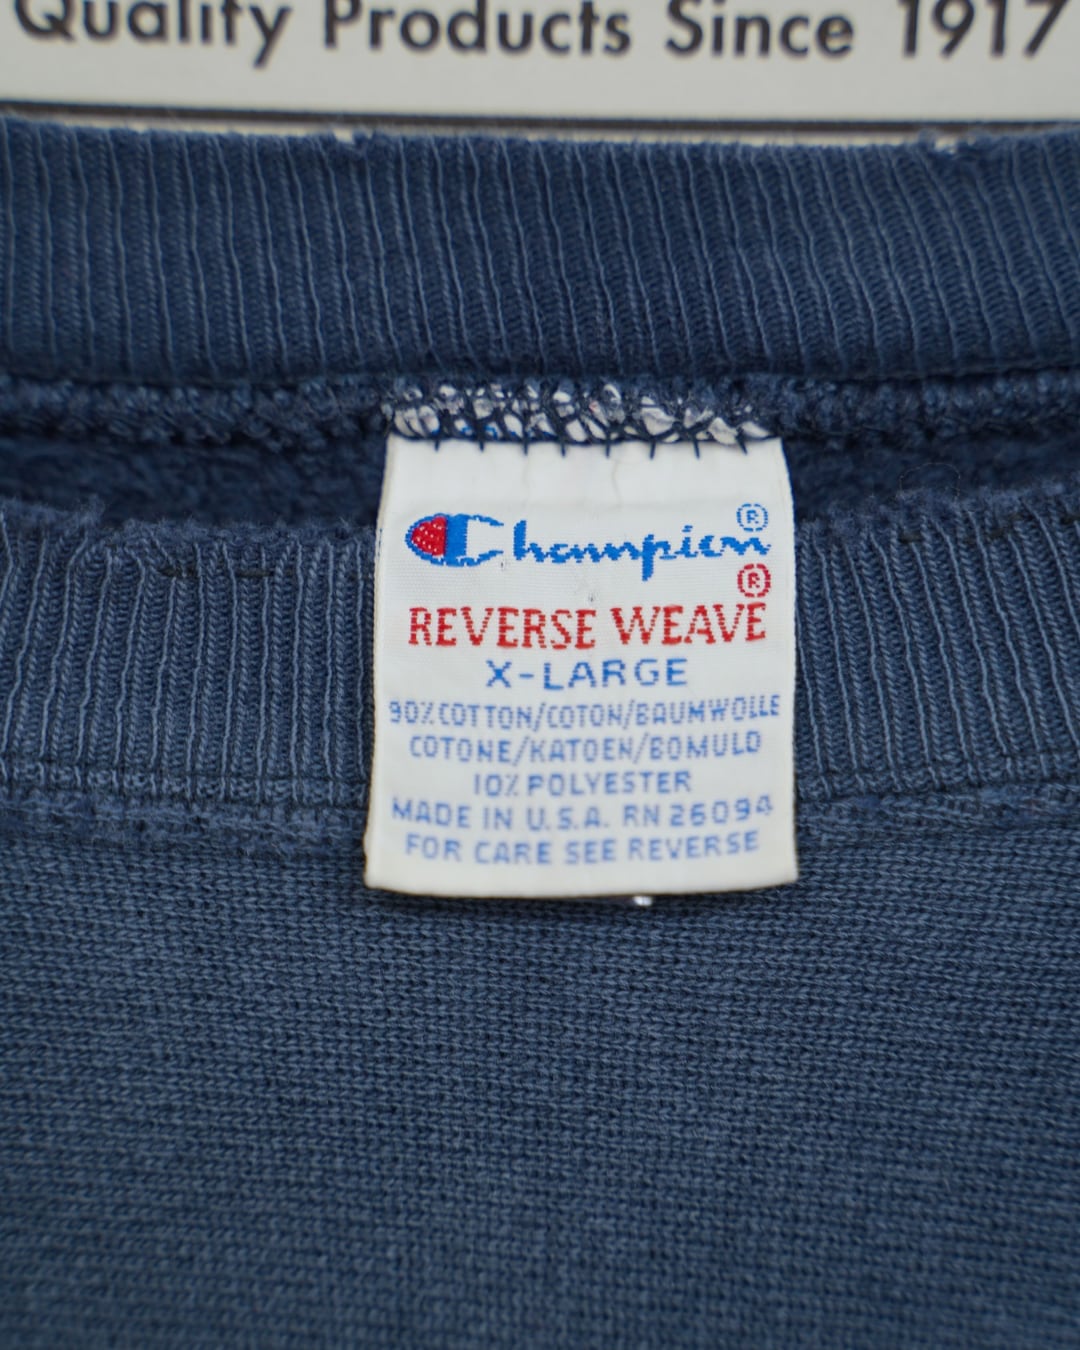 Quality Products Since 1917
Champion®
®
REVERSE WEAVE
X-LARGE
90%COTTON/COTON/BAUMWOLLE
COTONE/KATOEN/BOMULD
10% POLYESTER
MADE IN U.S.A. RN 26094
FOR CARE SEE REVERSE